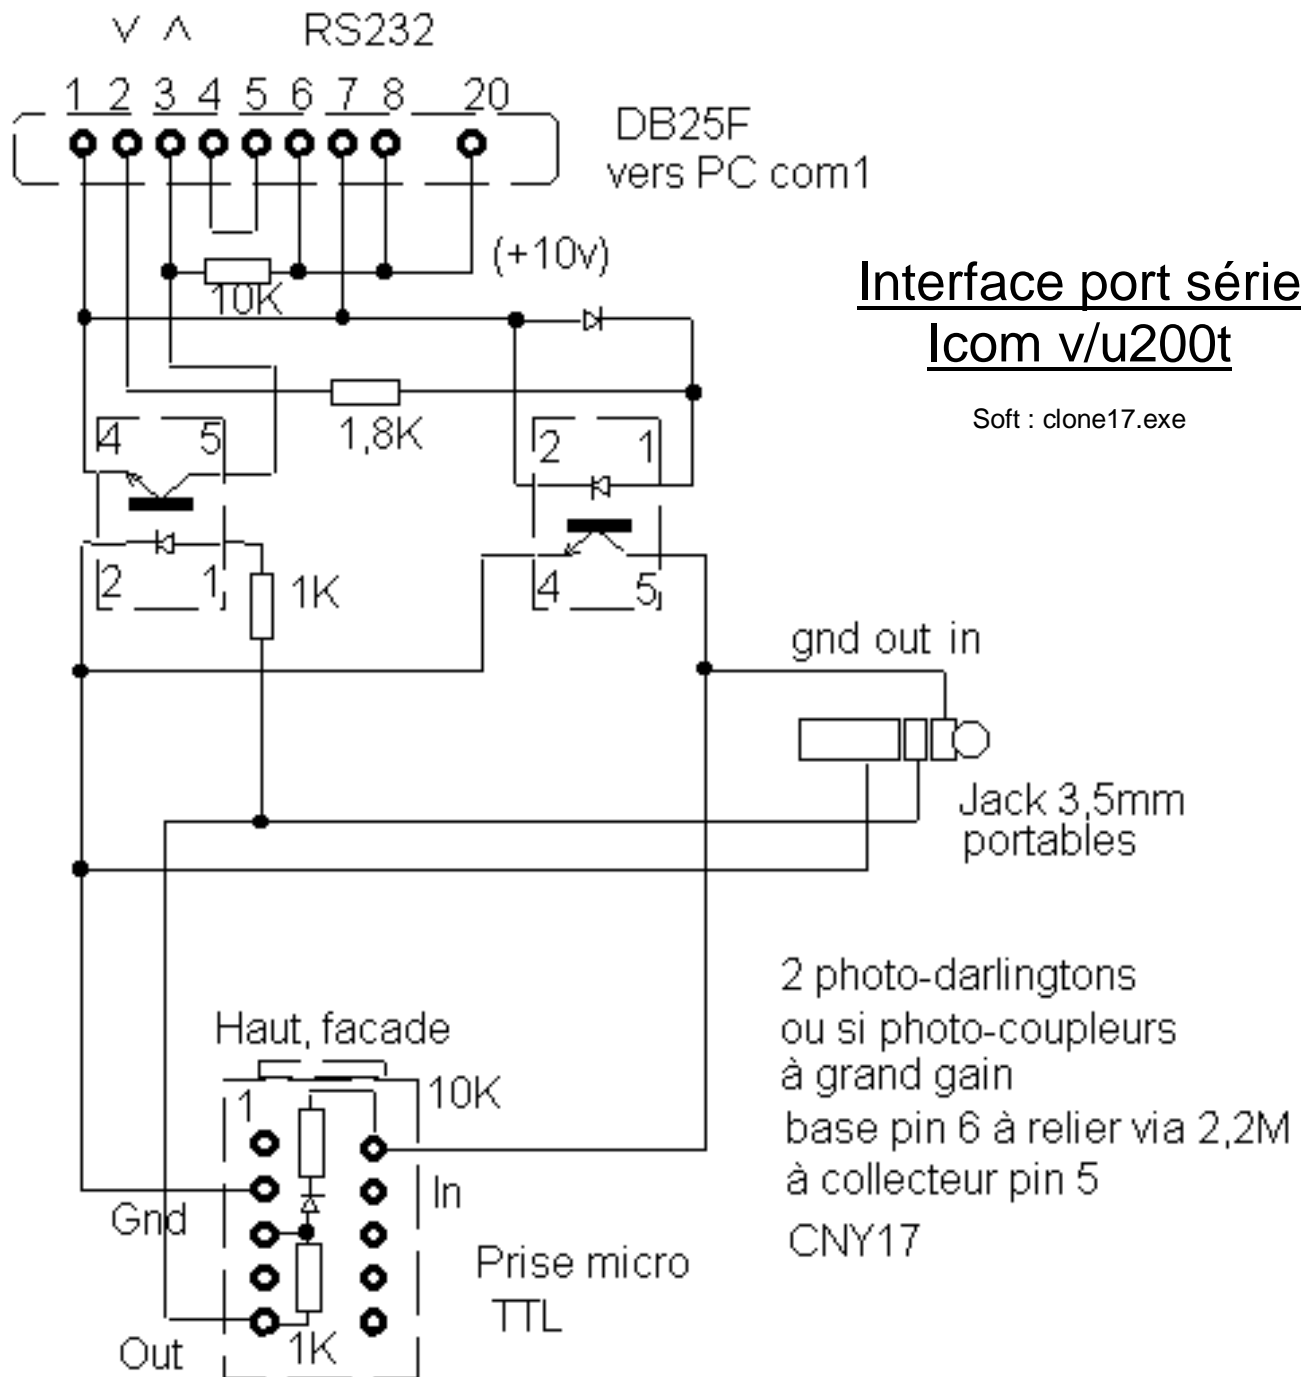 V Λ RS232
1 2 3 4 5 6 7 8 20
DB25F
vers PC com1
(+10v)
10K
Interface port série
Icom v/u200t
Soft : clone17.exe
1,8K
4 5
2 1
2 1
1K
4 5
gnd out in
Jack 3,5mm
portables
2 photo-darlingtons
ou si photo-coupleurs
à grand gain
base pin 6 à relier via 2,2M
à collecteur pin 5
CNY17
Haut, facade
1
10K
In
Gnd
Prise micro
TTL
1K
Out